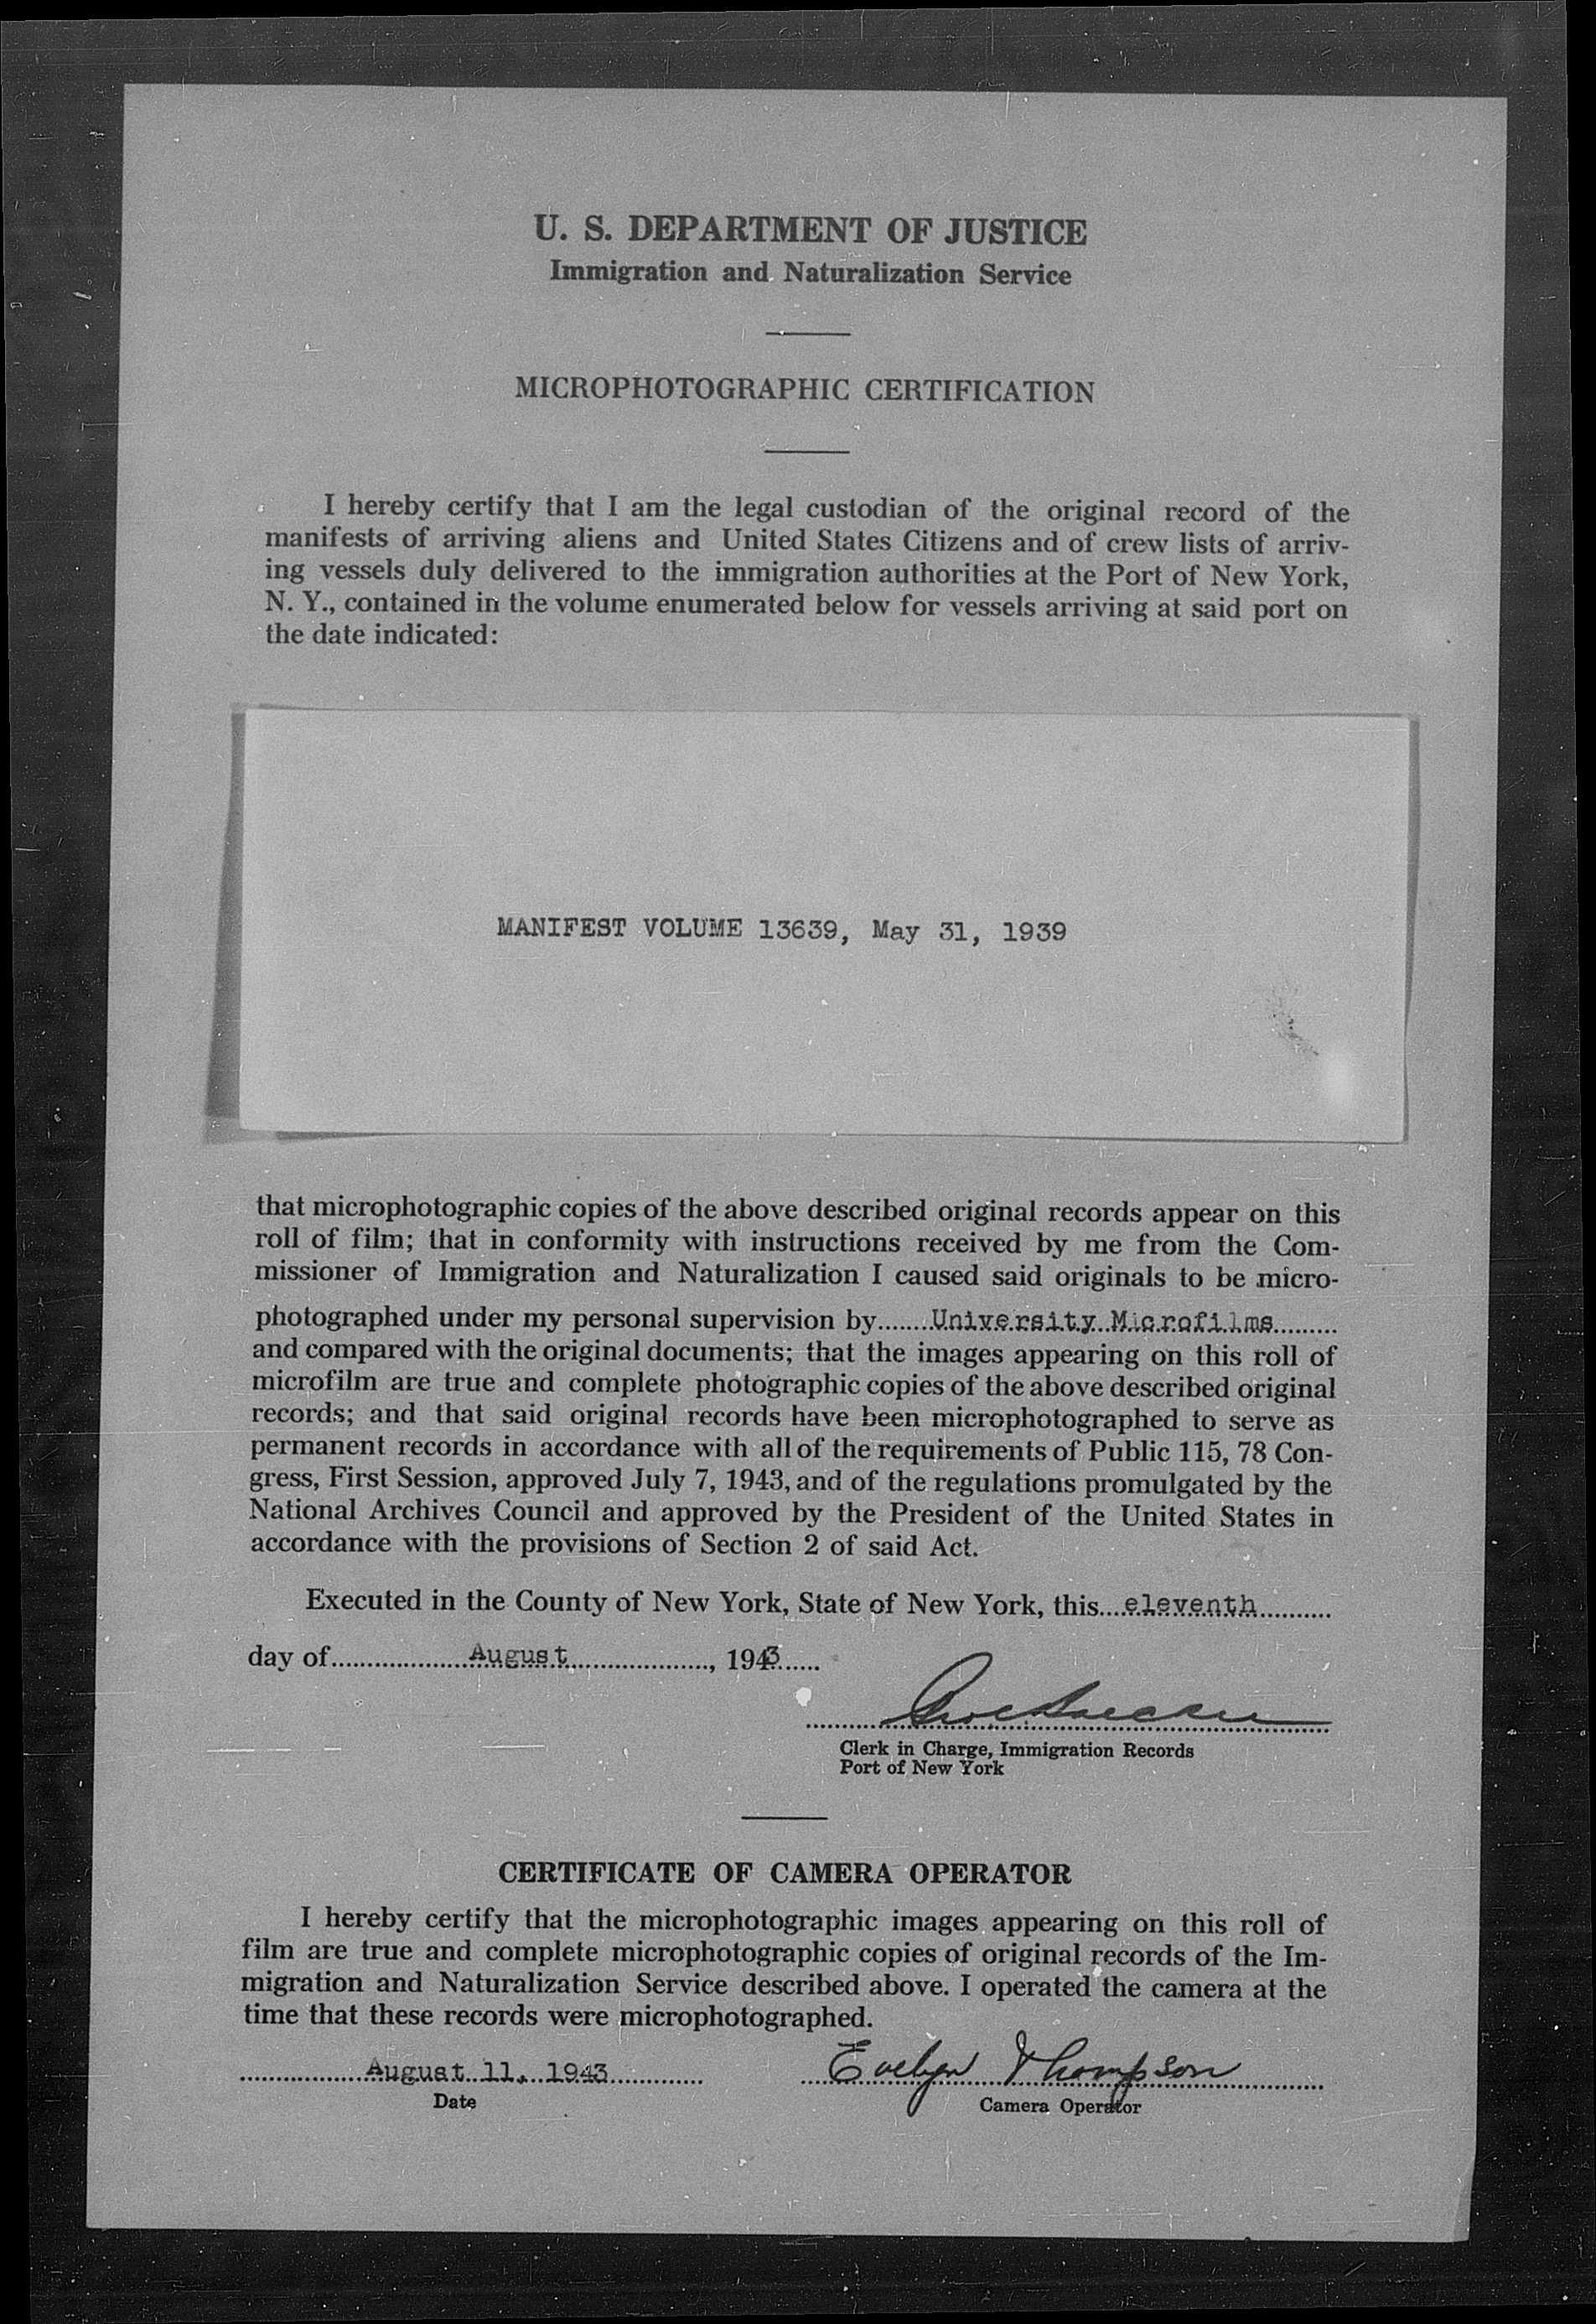 U. S. DEPARTMENT OF JUSTICE
Immigration and Naturalization Service
MICROPHOTOGRAPHIC CERTIFICATION
I hereby certify that I am the legal custodian of the original record of the
manifests of arriving aliens and United States Citizens and of crew lists of arriv-
ing vessels duly delivered to the immigration authorities at the Port of New York,
N. Y., contained in the volume enumerated below for vessels arriving at said port on
the date indicated:
MANIFEST VOLUME 13639, May 31, 1939
that microphotographic copies of the above described original records appear on this
roll of film; that in conformity with instructions received by me from the Com-
missioner of Immigration and Naturalization I caused said originals to be micro-
photographed under my personal supervision by University Microfilms
and compared with the original documents; that the images appearing on this roll of
microfilm are true and complete photographic copies of the above described original
records; and that said original records have been microphotographed to serve as
permanent records in accordance with all of the requirements of Public 115, 78 Con-
gress, First Session, approved July 7, 1943, and of the regulations promulgated by the
National Archives Council and approved by the President of the United States in
accordance with the provisions of Section 2 of said Act.
Executed in the County of New York, State of New York, this eleventh
day of August, 1943
Clerk in Charge, Immigration Records
Port of New York
CERTIFICATE OF CAMERA OPERATOR
I hereby certify that the microphotographic images appearing on this roll of
film are true and complete microphotographic copies of original records of the Im-
migration and Naturalization Service described above. I operated the camera at the
time that these records were microphotographed.
August 11, 1943 Evelyn Thompson
Date Camera Operator